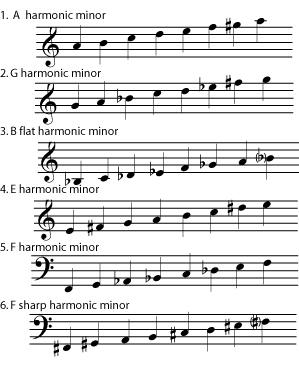 1. A harmonic minor
2. G harmonic minor
3. B flat harmonic minor
4. E harmonic minor
5. F harmonic minor
6. F sharp harmonic minor